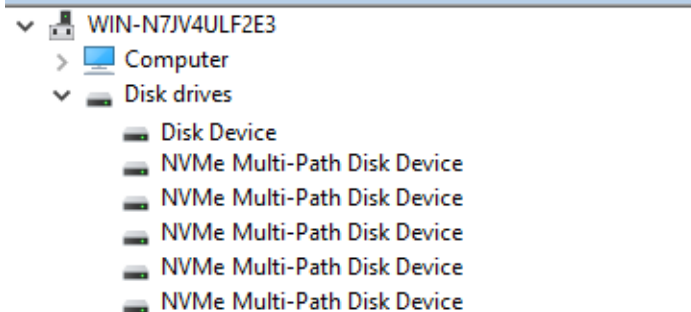 WIN-N7JV4ULF2E3
Computer
Disk drives
Disk Device
NVMe Multi-Path Disk Device
NVMe Multi-Path Disk Device
NVMe Multi-Path Disk Device
NVMe Multi-Path Disk Device
NVMe Multi-Path Disk Device